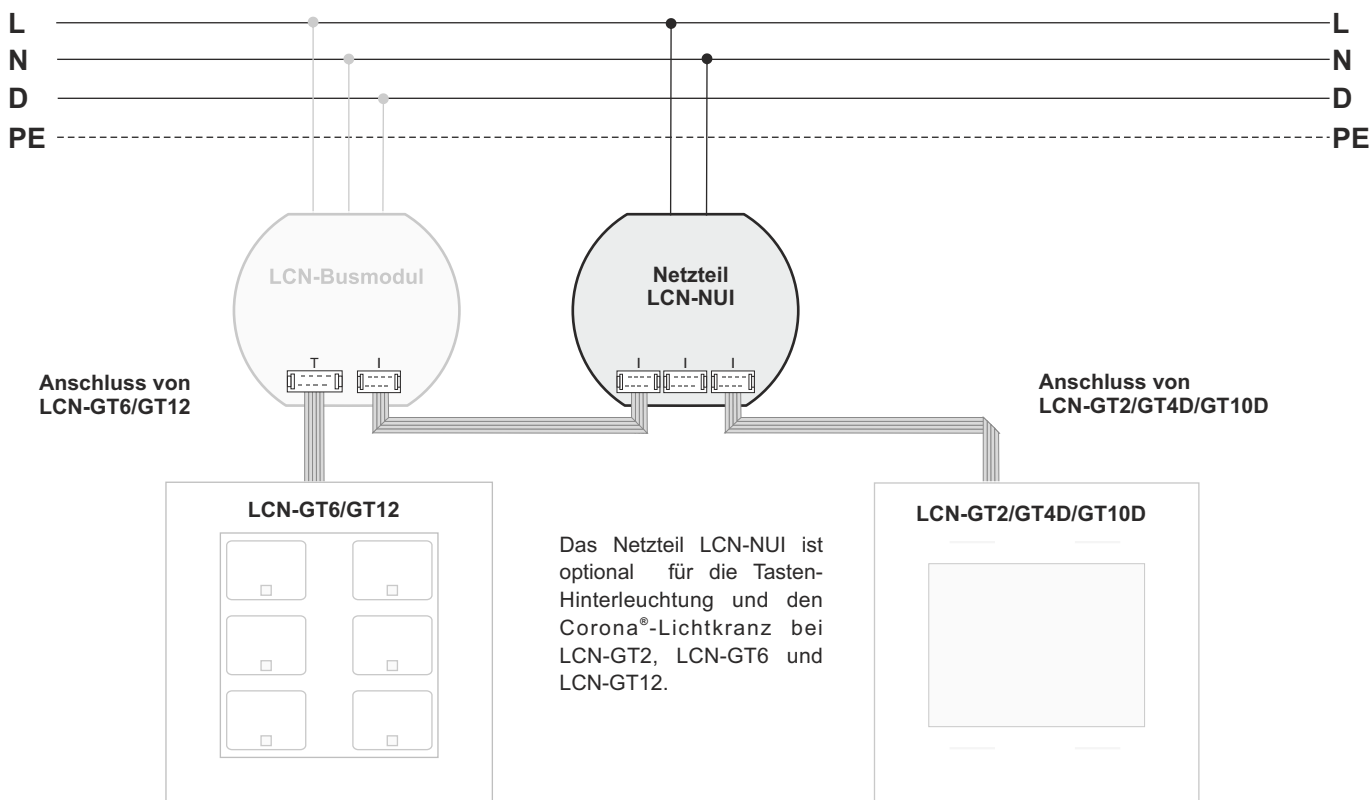 L L
N N
D D
PE PE
LCN-Busmodul
Netzteil
LCN-NUI
T I
I I I
Anschluss von
LCN-GT6/GT12
Anschluss von
LCN-GT2/GT4D/GT10D
LCN-GT6/GT12
LCN-GT2/GT4D/GT10D
Das Netzteil LCN-NUI ist
optional für die Tasten-
Hinterleuchtung und den
Corona®-Lichtkranz bei
LCN-GT2, LCN-GT6 und
LCN-GT12.